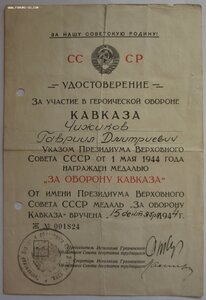 ЗА НАШУ СОВЕТСКУЮ РОДИНУ!
СС СР
УДОСТОВЕРЕНИЕ
ЗА УЧАСТИЕ В ГЕРОИЧЕСКОЙ ОБОРОНЕ
КАВКАЗА
Чижиков
Гавриил Дмитриевич
УКАЗОМ ПРЕЗИДИУМА ВЕРХОВНОГО
СОВЕТА СССР ОТ 1 МАЯ 1944 ГОДА
НАГРАЖДЕН МЕДАЛЬЮ
„ЗА ОБОРОНУ КАВКАЗА“
ОТ ИМЕНИ ПРЕЗИДИУМА ВЕРХОВНОГО
СОВЕТА СССР МЕДАЛЬ „ЗА ОБОРОНУ
КАВКАЗА“ ВРУЧЕНА 15 сентября 1944 г.
Ж № 001824